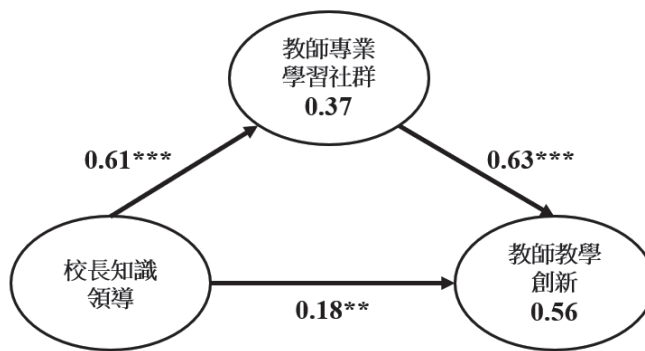 教師專業
學習社群
0.37
0.61***
0.63***
校長知識
領導
教師教學
創新
0.56
0.18**